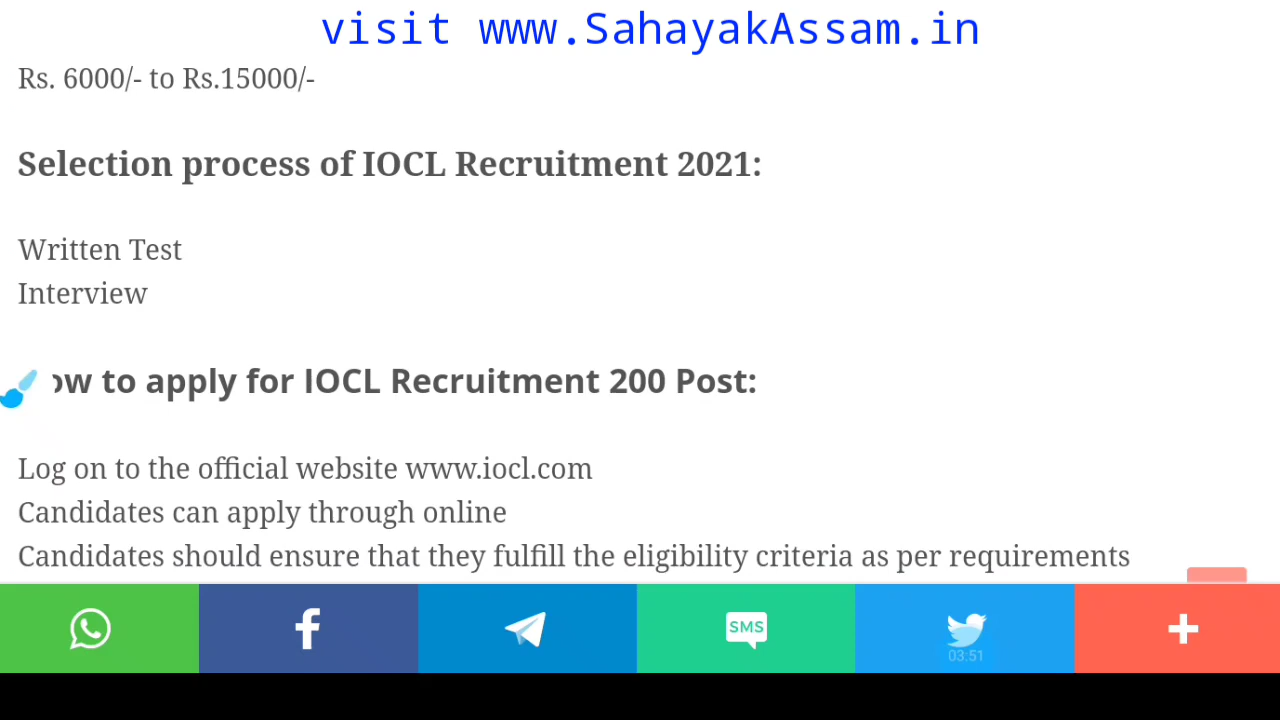 visit www.SahayakAssam.in
Rs. 6000/- to Rs.15000/-
Selection process of IOCL Recruitment 2021:
Written Test
Interview
ow to apply for IOCL Recruitment 200 Post:
Log on to the official website www.iocl.com
Candidates can apply through online
Candidates should ensure that they fulfill the eligibility criteria as per requirements
SMS
03:51